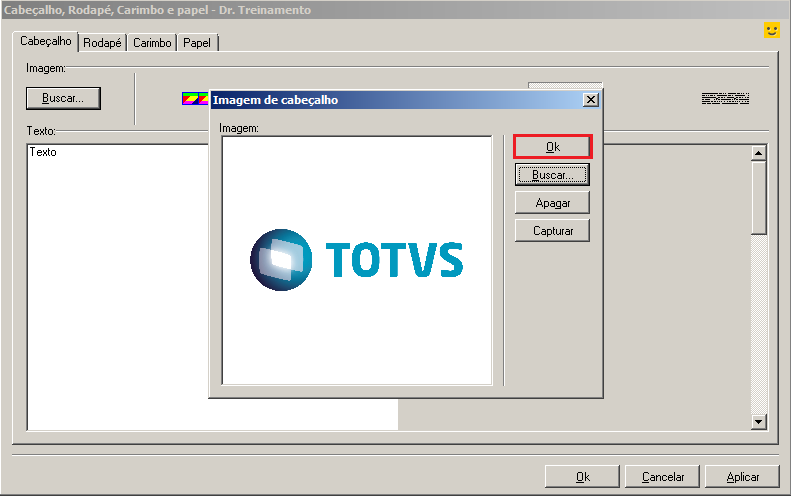 Cabeçalho, Rodapé, Carimbo e papel - Dr. Treinamento
Cabeçalho Rodapé Carimbo Papel
Imagem:
Buscar...
Texto:
Texto
Imagem de cabeçalho
Imagem:
TOTVS
Ok
Buscar...
Apagar
Capturar
Ok Cancelar Aplicar